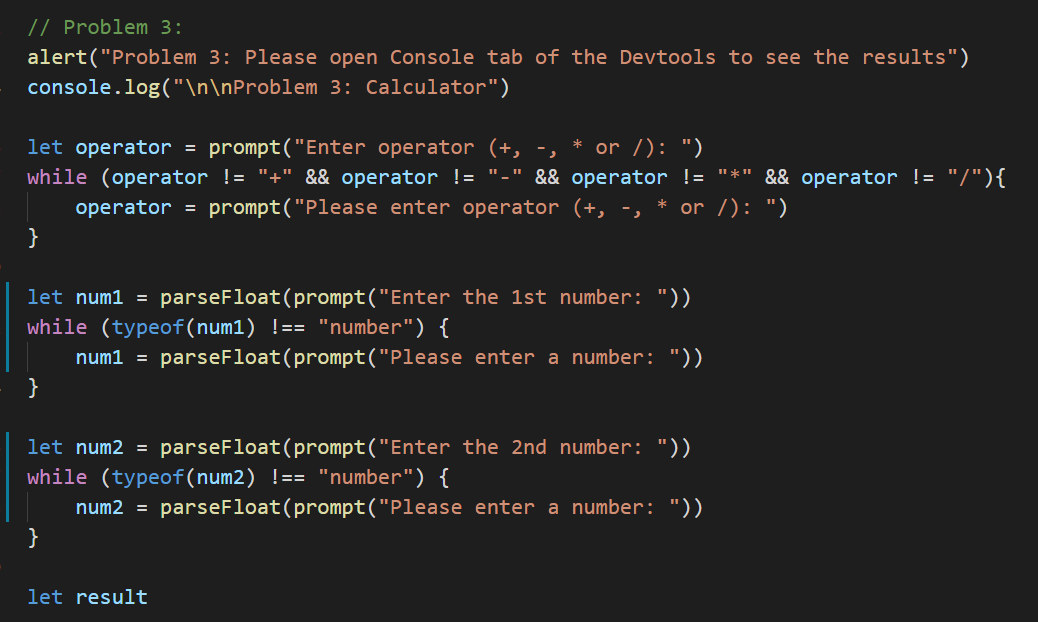 // Problem 3:
alert("Problem 3: Please open Console tab of the Devtools to see the results")
console.log("\n\nProblem 3: Calculator")
let operator = prompt("Enter operator (+, -, * or /): ")
while (operator != "+" && operator != "-" && operator != "*" && operator != "/"){
operator = prompt("Please enter operator (+, -, * or /): ")
}
let num1 = parseFloat(prompt("Enter the 1st number: "))
while (typeof(num1) !== "number") {
num1 = parseFloat(prompt("Please enter a number: "))
}
let num2 = parseFloat(prompt("Enter the 2nd number: "))
while (typeof(num2) !== "number") {
num2 = parseFloat(prompt("Please enter a number: "))
}
let result